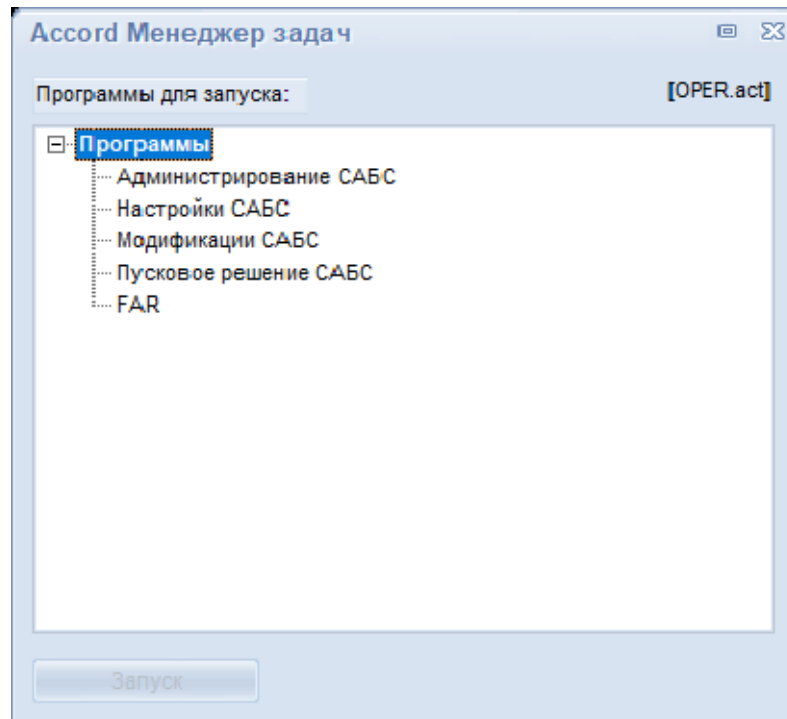 Accord Менеджер задач
Программы для запуска: [OPER.act]
Программы
Администрирование САБС
Настройки САБС
Модификации САБС
Пусковое решение САБС
FAR
Запуск